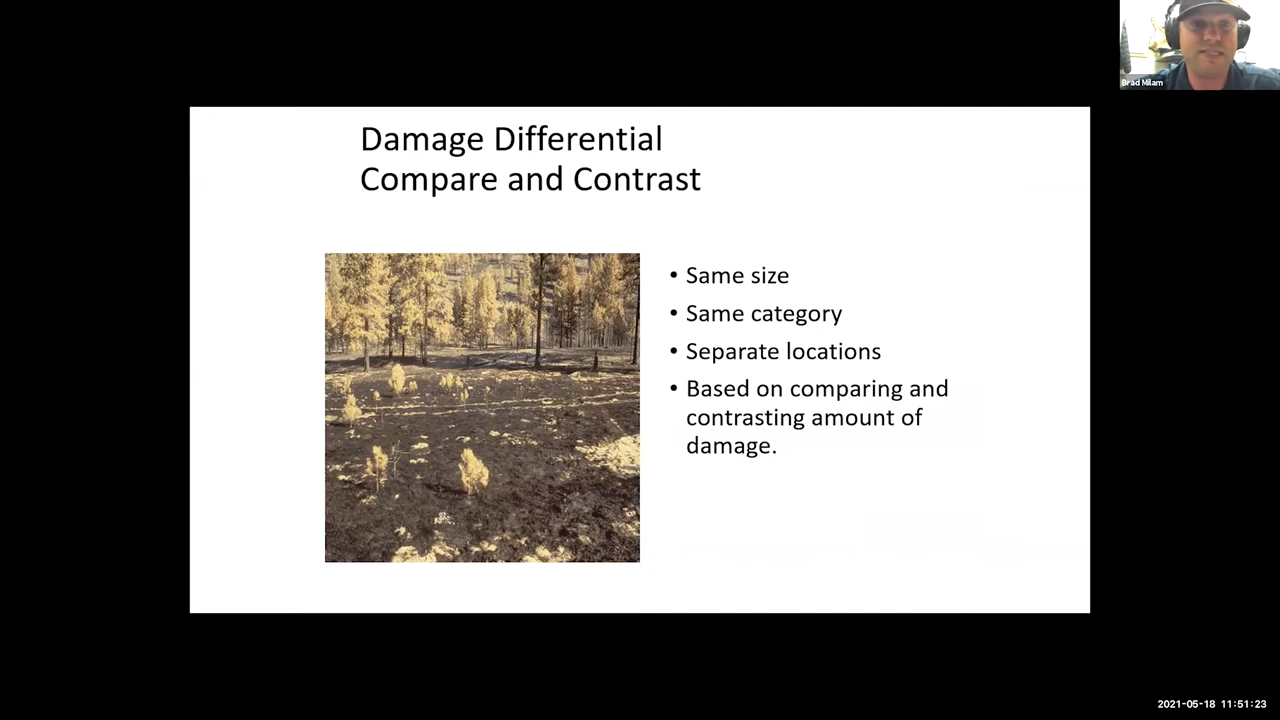 Brad Milam
Damage Differential
Compare and Contrast
• Same size
• Same category
• Separate locations
• Based on comparing and
contrasting amount of
damage.
2021-05-18 11:51:23